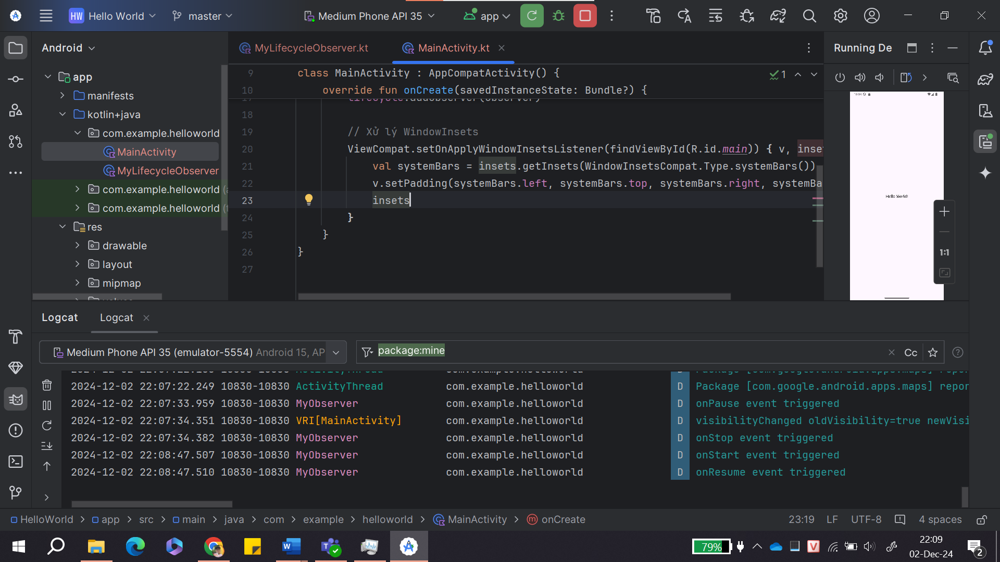 HW Hello World master Medium Phone API 35 app
Android
MyLifecycleObserver.kt MainActivity.kt
Running De
app
manifests
kotlin+java
com.example.helloworld
MainActivity
MyLifecycleObserver
com.example.helloworld
com.example.helloworld
res
drawable
layout
mipmap
9 class MainActivity : AppCompatActivity() {
1
10 override fun onCreate(savedInstanceState: Bundle?) {
lifecycle.addObserver(observer)
18
19 // Xử lý WindowInsets
20 ViewCompat.setOnApplyWindowInsetsListener(findViewById(R.id.main)) { v, inse
21 val systemBars = insets.getInsets(WindowInsetsCompat.Type.systemBars())
22 v.setPadding(systemBars.left, systemBars.top, systemBars.right, systemBa
23 insets
24 }
25 }
26 }
27
Hello World!
1:1
Logcat Logcat
Medium Phone API 35 (emulator-5554) Android 15, AP
package:mine
Cc
2024-12-02 22:07:22.249 10830-10830 ActivityThread com.example.helloworld D Package [com.google.android.apps.maps] repor
2024-12-02 22:07:33.959 10830-10830 MyObserver com.example.helloworld D onPause event triggered
2024-12-02 22:07:34.351 10830-10830 VRI[MainActivity] com.example.helloworld D visibilityChanged oldVisibility=true newVisi
2024-12-02 22:07:34.382 10830-10830 MyObserver com.example.helloworld D onStop event triggered
2024-12-02 22:08:47.507 10830-10830 MyObserver com.example.helloworld D onStart event triggered
2024-12-02 22:08:47.510 10830-10830 MyObserver com.example.helloworld D onResume event triggered
HelloWorld > app > src > main > java > com > example > helloworld > MainActivity > onCreate
23:19 LF UTF-8 4 spaces
79%
22:09
02-Dec-24
2